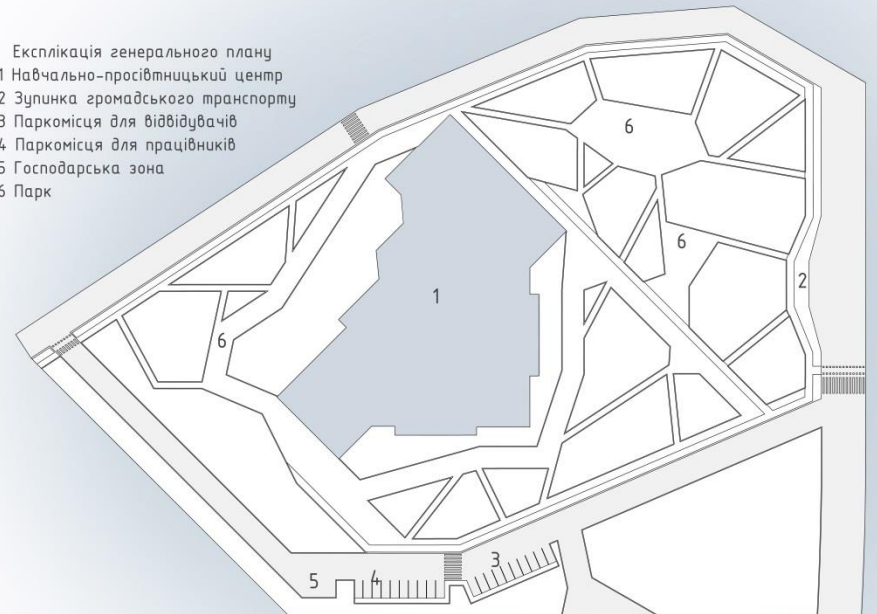 Експлікація генерального плану
1 Навчально-просівтницький центр
2 Зупинка громадського транспорту
3 Паркомісця для відвідувачів
4 Паркомісця для працівників
5 Господарська зона
6 Парк
6
6
2
1
6
3
4
5